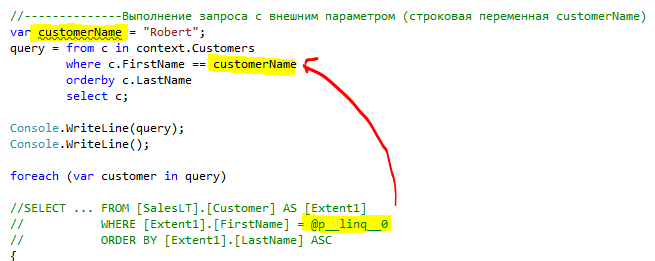 //--------------Выполнение запроса с внешним параметром (строковая переменная customerName)
var customerName = "Robert";
query = from c in context.Customers
        where c.FirstName == customerName
        orderby c.LastName
        select c;

Console.WriteLine(query);
Console.WriteLine();

foreach (var customer in query)

//SELECT ... FROM [SalesLT].[Customer] AS [Extent1]
//          WHERE [Extent1].[FirstName] = @p__linq__0
//          ORDER BY [Extent1].[LastName] ASC
{